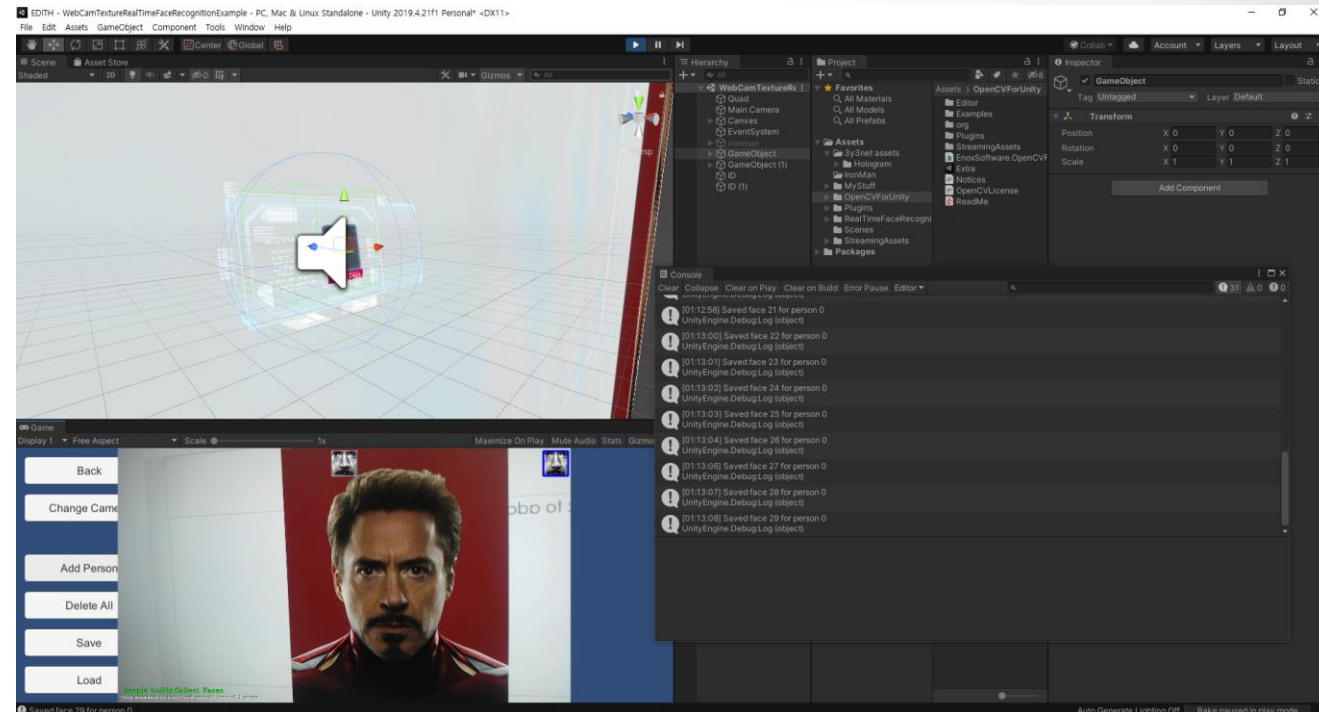 EDITH - WebCamTextureRealTimeFaceRecognitionExample - PC, Mac & Linux Standalone - Unity 2019.4.21f1 Personal* <DX11>
File Edit Assets GameObject Component Tools Window Help
Center Global
Collab Account Layers Layout
Scene Asset Store
Shaded 2D Gizmos All
Hierarchy
All
WebCamTextureRe
Quad
Main Camera
Canvas
EventSystem
Ironman
GameObject
GameObject (1)
ID
ID (1)
Project
8
Favorites
All Materials
All Models
All Prefabs
Assets
3y3net assets
Hologram
IronMan
MyStuff
OpenCVForUnity
Plugins
RealTimeFaceRecogni
Scenes
StreamingAssets
Packages
Assets > OpenCVForUnity
Editor
Examples
org
Plugins
StreamingAssets
EnoxSoftware.OpenCVF
Extra
Notices
OpenCVLicense
ReadMe
Inspector
GameObject Static
Tag Untagged Layer Default
Transform
Position X 0 Y 0 Z 0
Rotation X 0 Y 0 Z 0
Scale X 1 Y 1 Z 1
Add Component
Console
Clear Collapse Clear on Play Clear on Build Error Pause Editor 31 0 0
UnityEngine.Debug:Log (object)
[01:12:58] Saved face 21 for person 0
UnityEngine.Debug:Log (object)
[01:13:00] Saved face 22 for person 0
UnityEngine.Debug:Log (object)
[01:13:01] Saved face 23 for person 0
UnityEngine.Debug:Log (object)
[01:13:02] Saved face 24 for person 0
UnityEngine.Debug:Log (object)
[01:13:03] Saved face 25 for person 0
UnityEngine.Debug:Log (object)
[01:13:04] Saved face 26 for person 0
UnityEngine.Debug:Log (object)
[01:13:06] Saved face 27 for person 0
UnityEngine.Debug:Log (object)
[01:13:07] Saved face 28 for person 0
UnityEngine.Debug:Log (object)
[01:13:08] Saved face 29 for person 0
UnityEngine.Debug:Log (object)
Game
Display 1 Free Aspect Scale 1x Maximize On Play Mute Audio Stats Gizmo
Back
Change Came
Add Person
Delete All
Save
Load
Saved face 29 for person 0
Auto Generate Lighting Off Bake paused in play mode